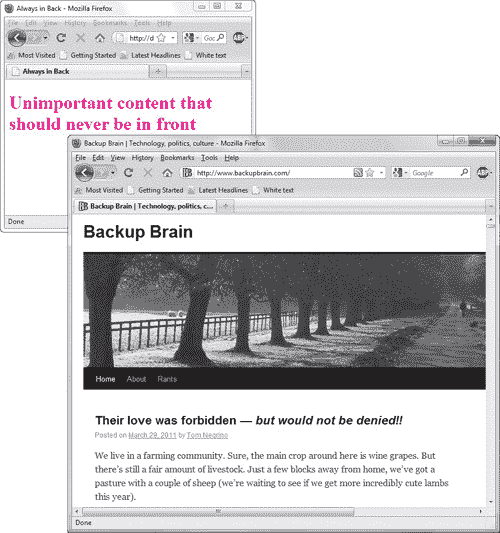 Always in Back - Mozilla Firefox
File Edit View History Bookmarks Tools Help
http://d
Goo
ABP
Most Visited Getting Started Latest Headlines White text
Always in Back
Unimportant content that
should never be in front
Done
Backup Brain | Technology, politics, culture - Mozilla Firefox
File Edit View History Bookmarks Tools Help
http://www.backupbrain.com/
Google
ABP
Most Visited Getting Started Latest Headlines White text
Backup Brain | Technology, politics, c...
Backup Brain
Home About Rants
Their love was forbidden — but would not be denied!!
Posted on March 29, 2011 by Tom Negrino
We live in a farming community. Sure, the main crop around here is wine grapes. But
there's still a fair amount of livestock. Just a few blocks away from home, we've got a
pasture with a couple of sheep (we're waiting to see if we get more incredibly cute lambs
this year).
Done